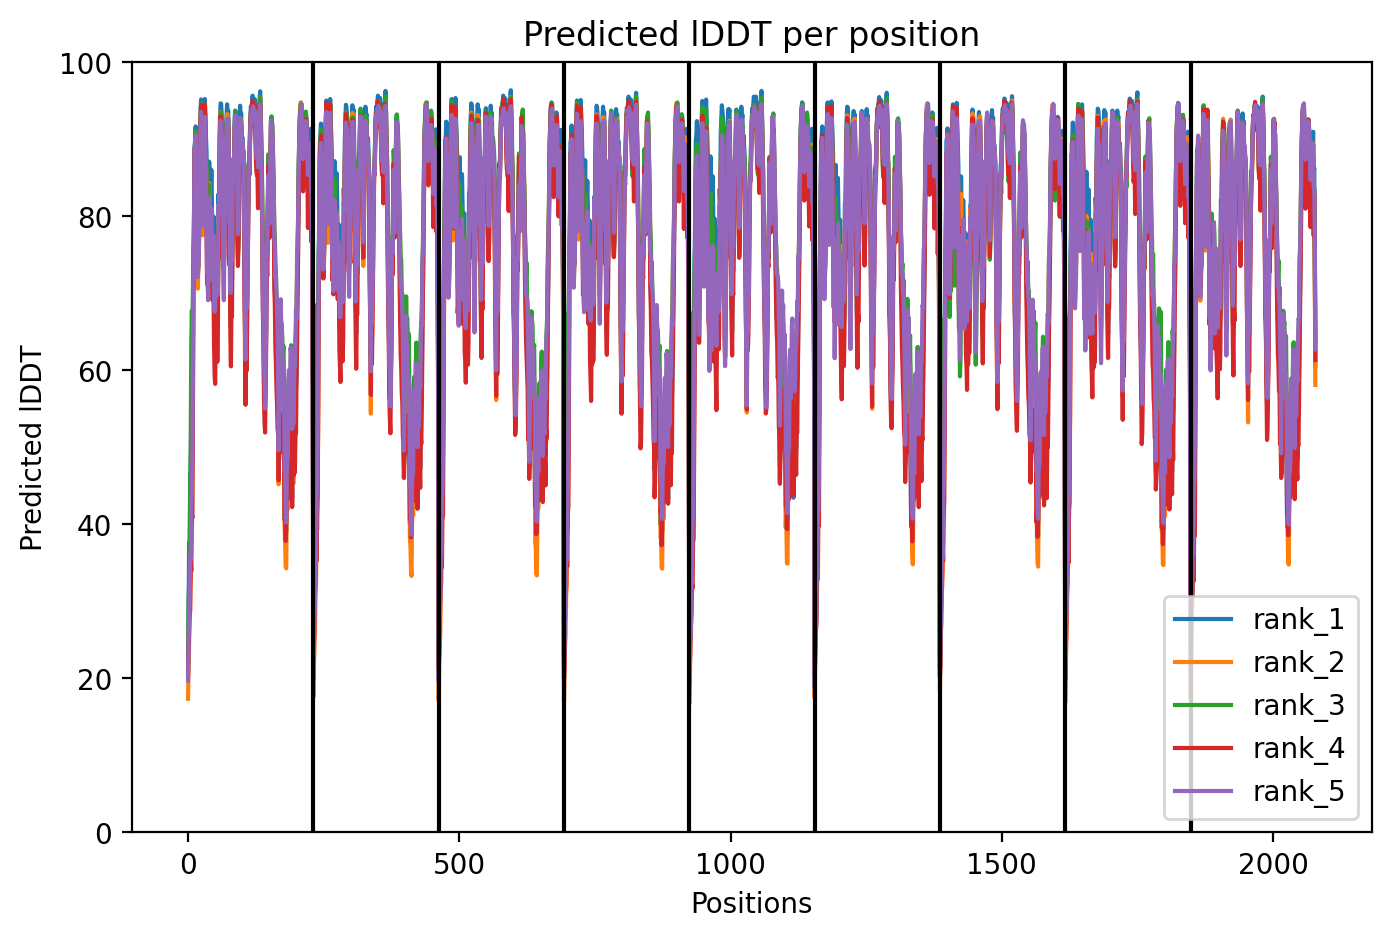 Predicted lDDT per position
100
80
60
40
20
0
Predicted lDDT
0 500 1000 1500 2000
Positions
rank_1
rank_2
rank_3
rank_4
rank_5